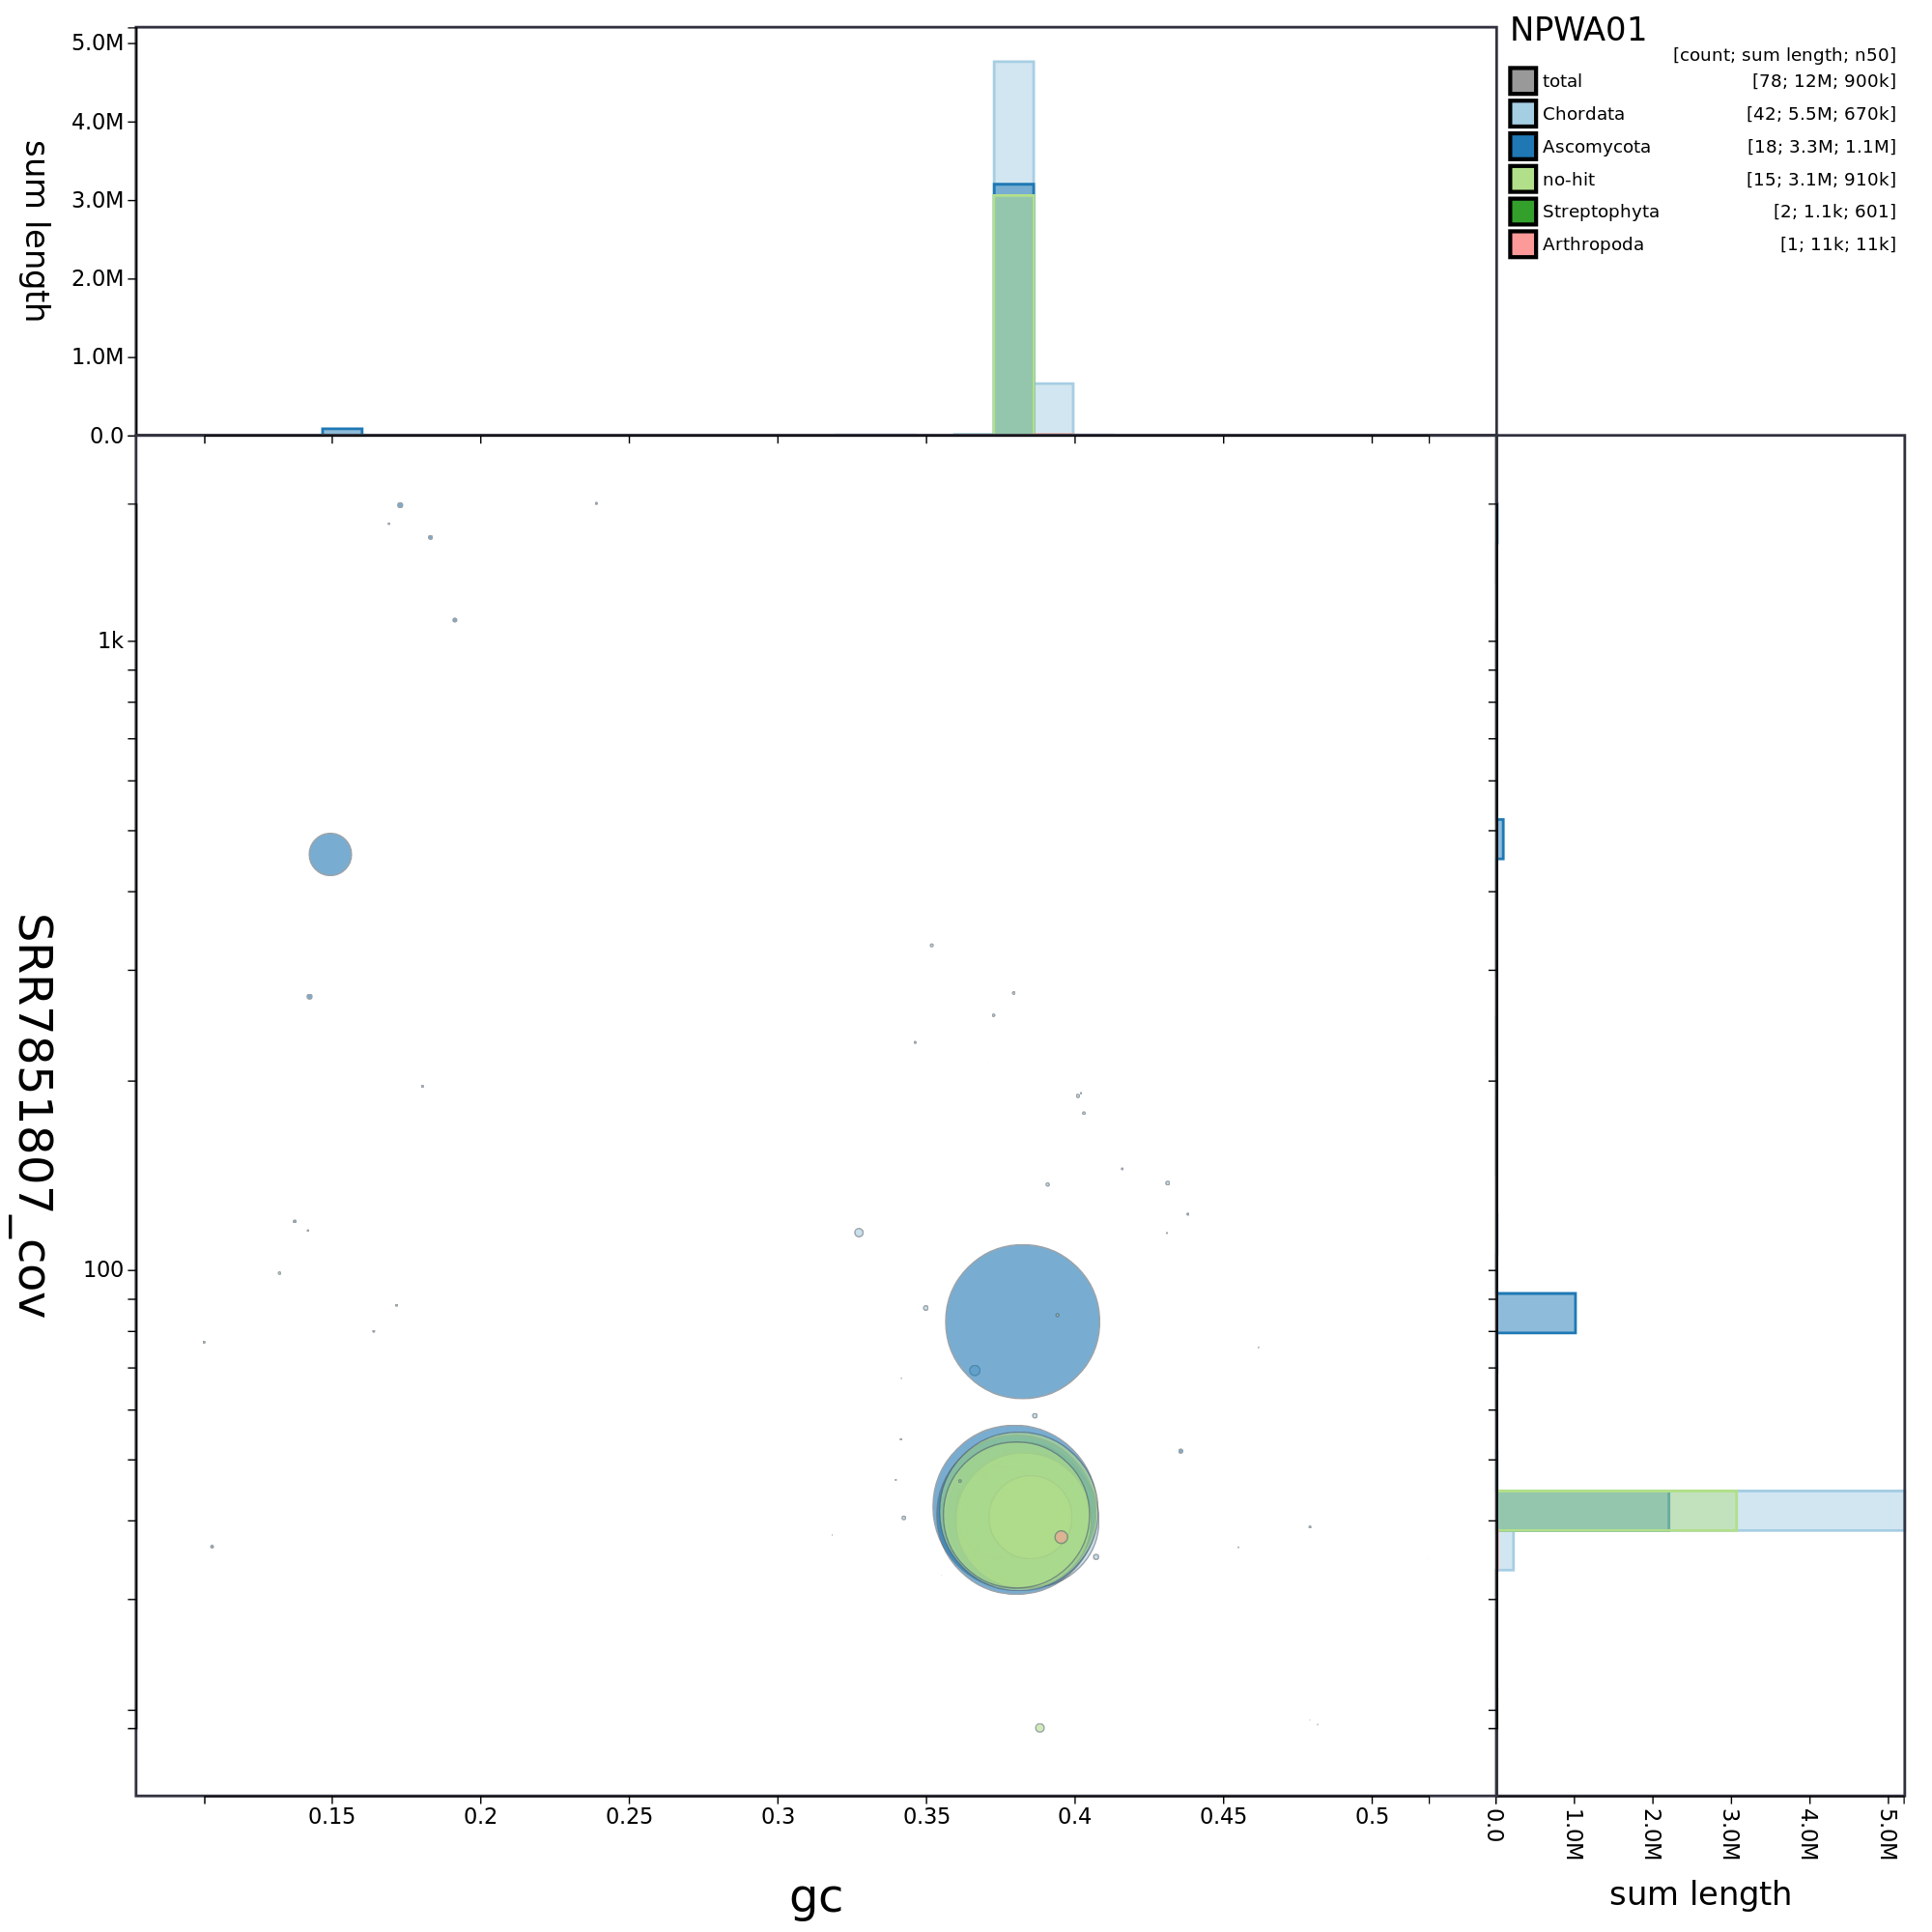 NPWA01
[count; sum length; n50]
total [78; 12M; 900k]
Chordata [42; 5.5M; 670k]
Ascomycota [18; 3.3M; 1.1M]
no-hit [15; 3.1M; 910k]
Streptophyta [2; 1.1k; 601]
Arthropoda [1; 11k; 11k]
sum length
5.0M
4.0M
3.0M
2.0M
1.0M
0.0
SRR7851807_cov
1k
100
0.15 0.2 0.25 0.3 0.35 0.4 0.45 0.5
gc
0.0 1.0M 2.0M 3.0M 4.0M 5.0M
sum length